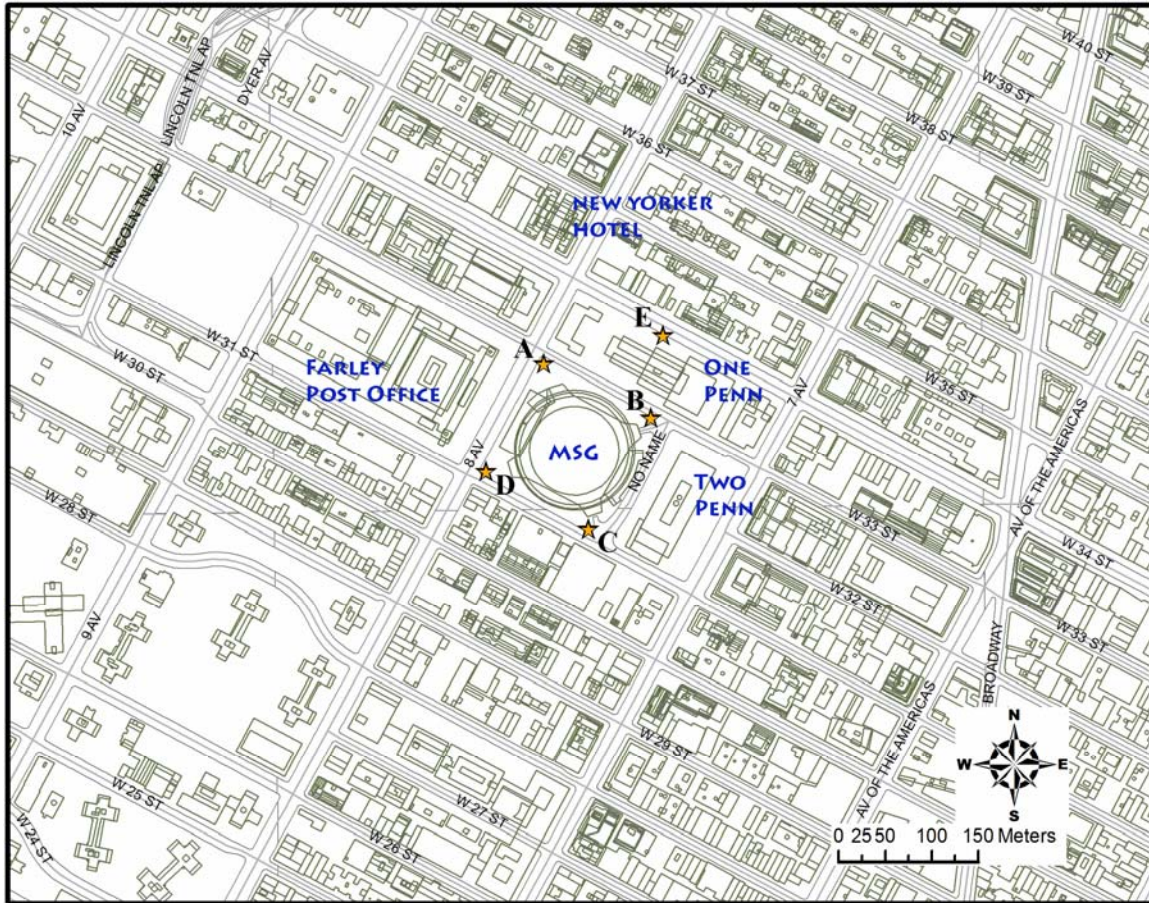 W 40 ST
W 39 ST
W 38 ST
W 37 ST
W 36 ST
LINCOLN TNL AP
DYER AV
10 AV
LINCOLN TNL AP
LINCOLN TNL AP
NEW YORKER
HOTEL
W 31 ST
W 30 ST
FARLEY
POST OFFICE
A
E
ONE
PENN
7 AV
W 35 ST
B
8 AV
MSG
NO NAME
TWO
PENN
AV OF THE AMERICAS
D
C
W 28 ST
W 33 ST
W 34 ST
W 32 ST
W 33 ST
9 AV
BROADWAY
AV OF THE AMERICAS
W 29 ST
W 25 ST
W 27 ST
W 24 ST
W 26 ST
N
W E
S
0 25 50 100 150 Meters